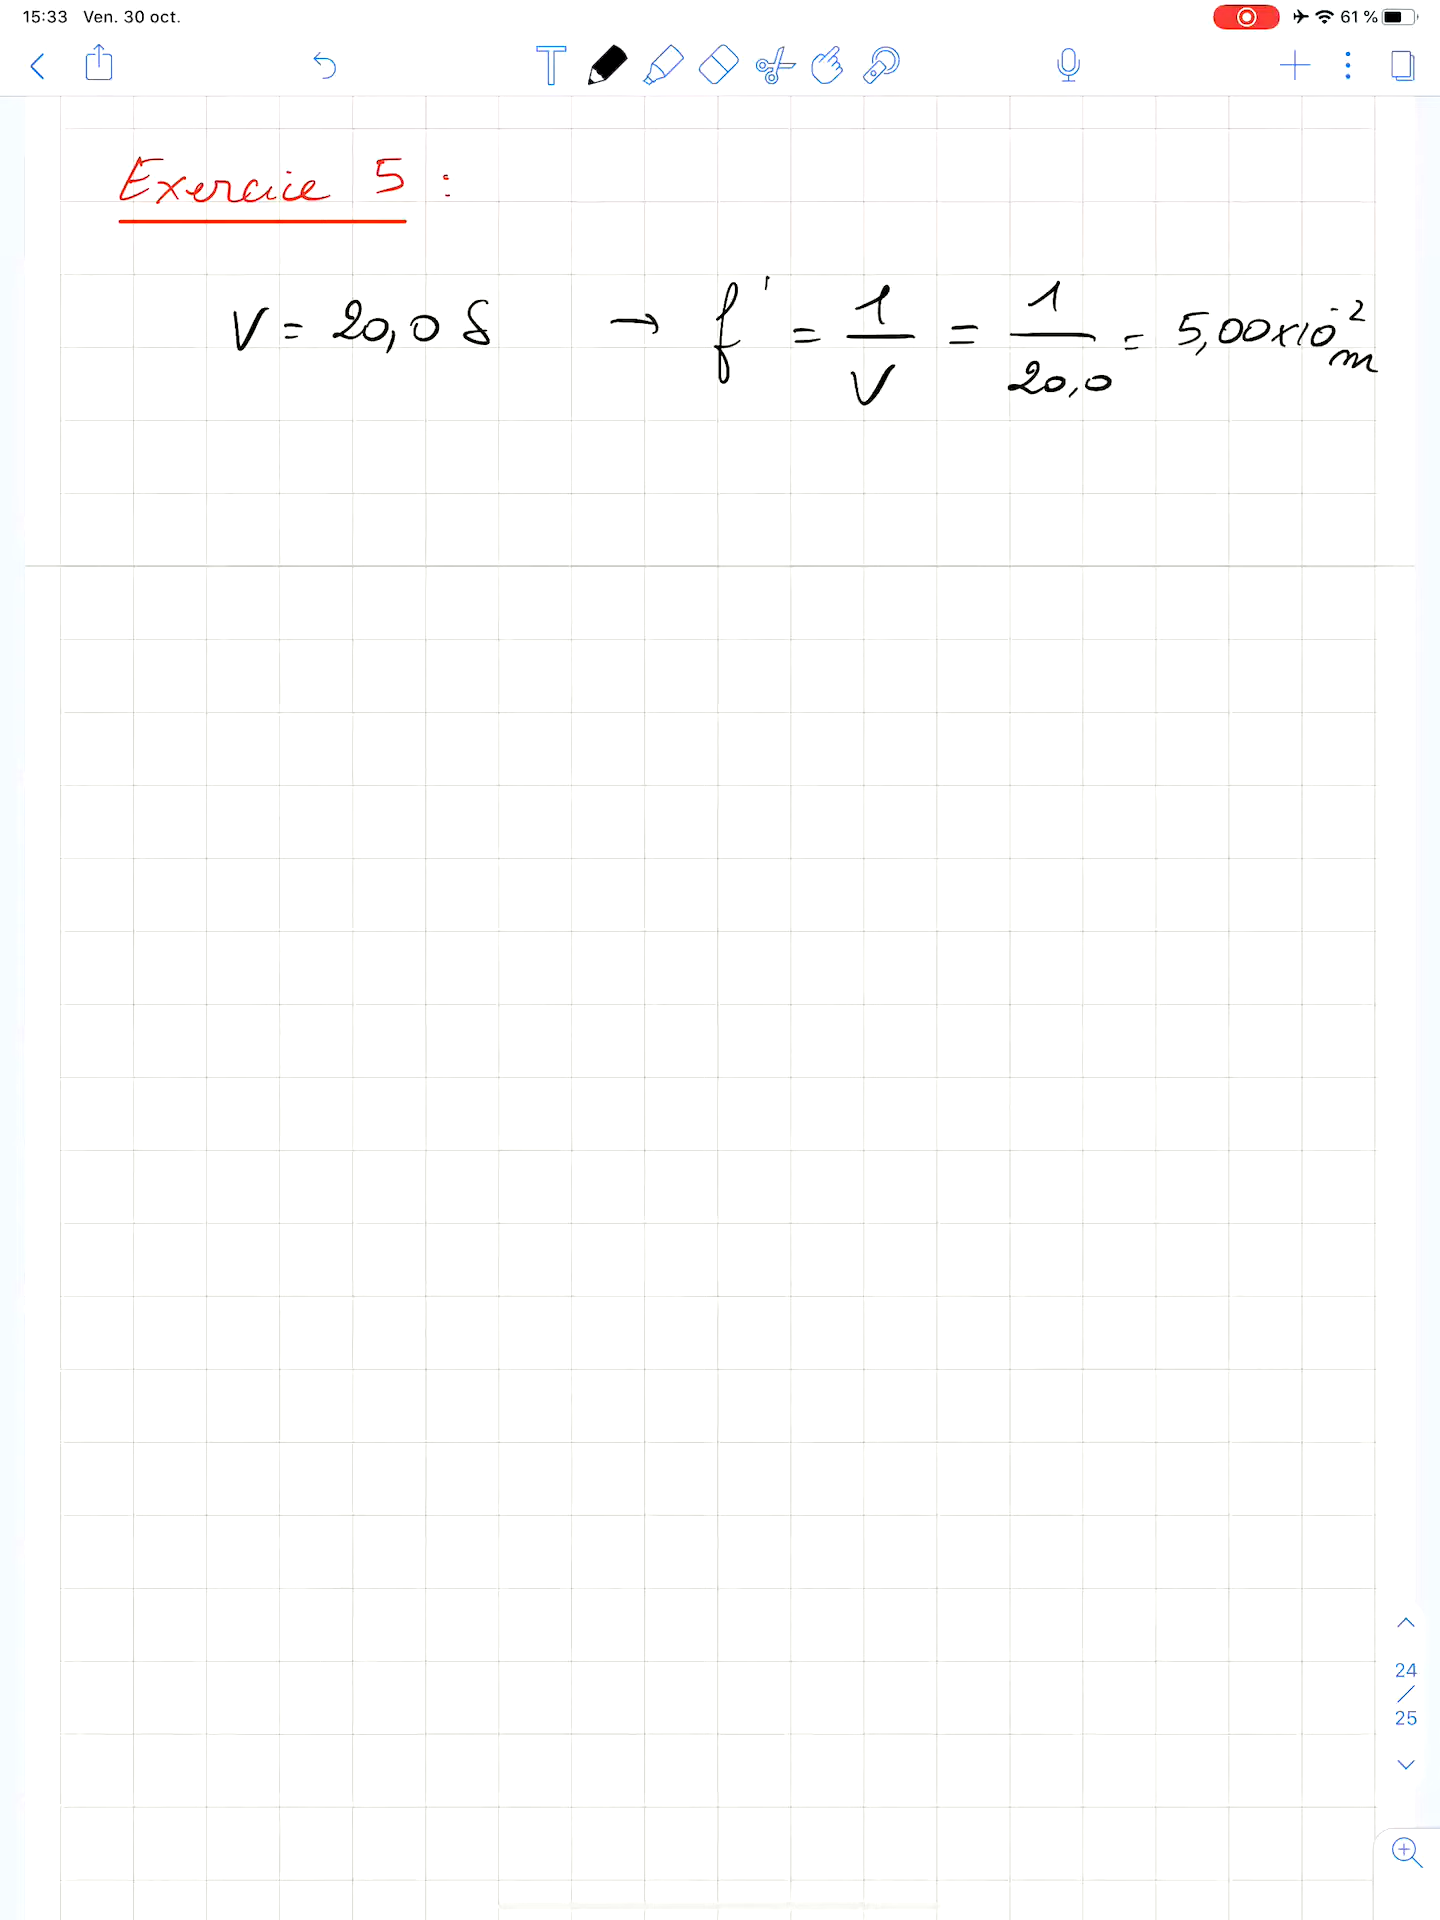 15:33 Ven. 30 oct. 61 %
T
Exercice 5 :
V = 20,0 δ → f' = 1/V = 1/20,0 = 5,00×10⁻² m
24
/
25